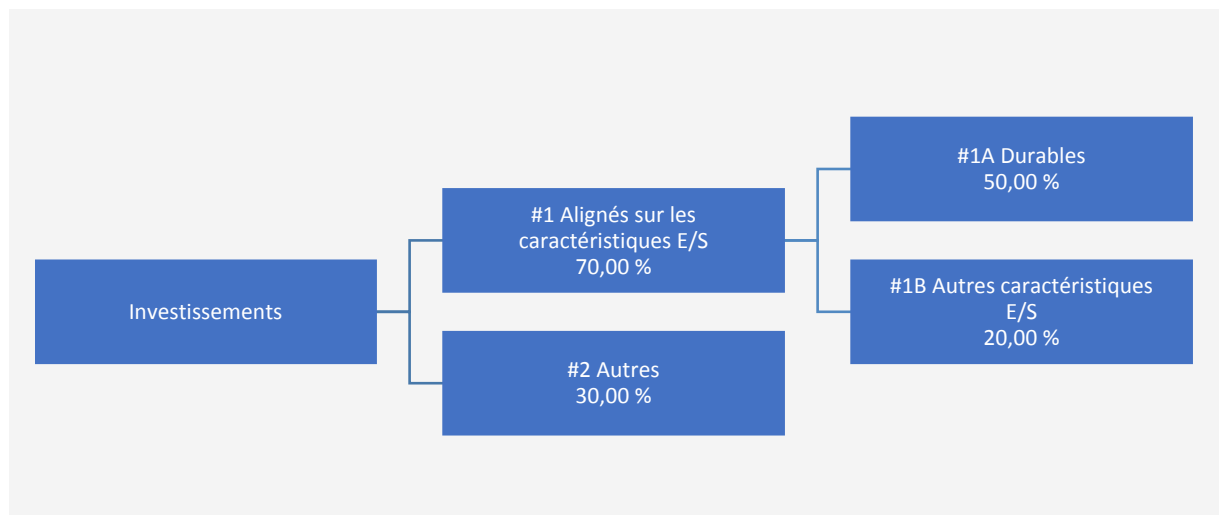 Investissements
#1 Alignés sur les
caractéristiques E/S
70,00 %
#2 Autres
30,00 %
#1A Durables
50,00 %
#1B Autres caractéristiques
E/S
20,00 %